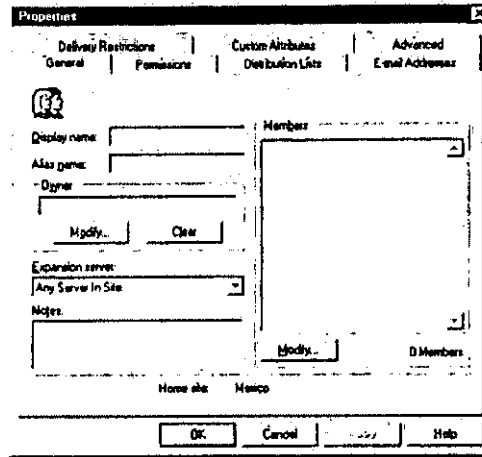 Properties
Delivery Restrictions Custom Attributes Advanced
General Permissions Distribution Lists E-mail Addresses
Display name:
Alias name:
Owner
Modify... Clear
Expansion server:
Any Server In Site
Notes:
Members
Modify... 0 Members
Home site: Mexico
OK Cancel Help